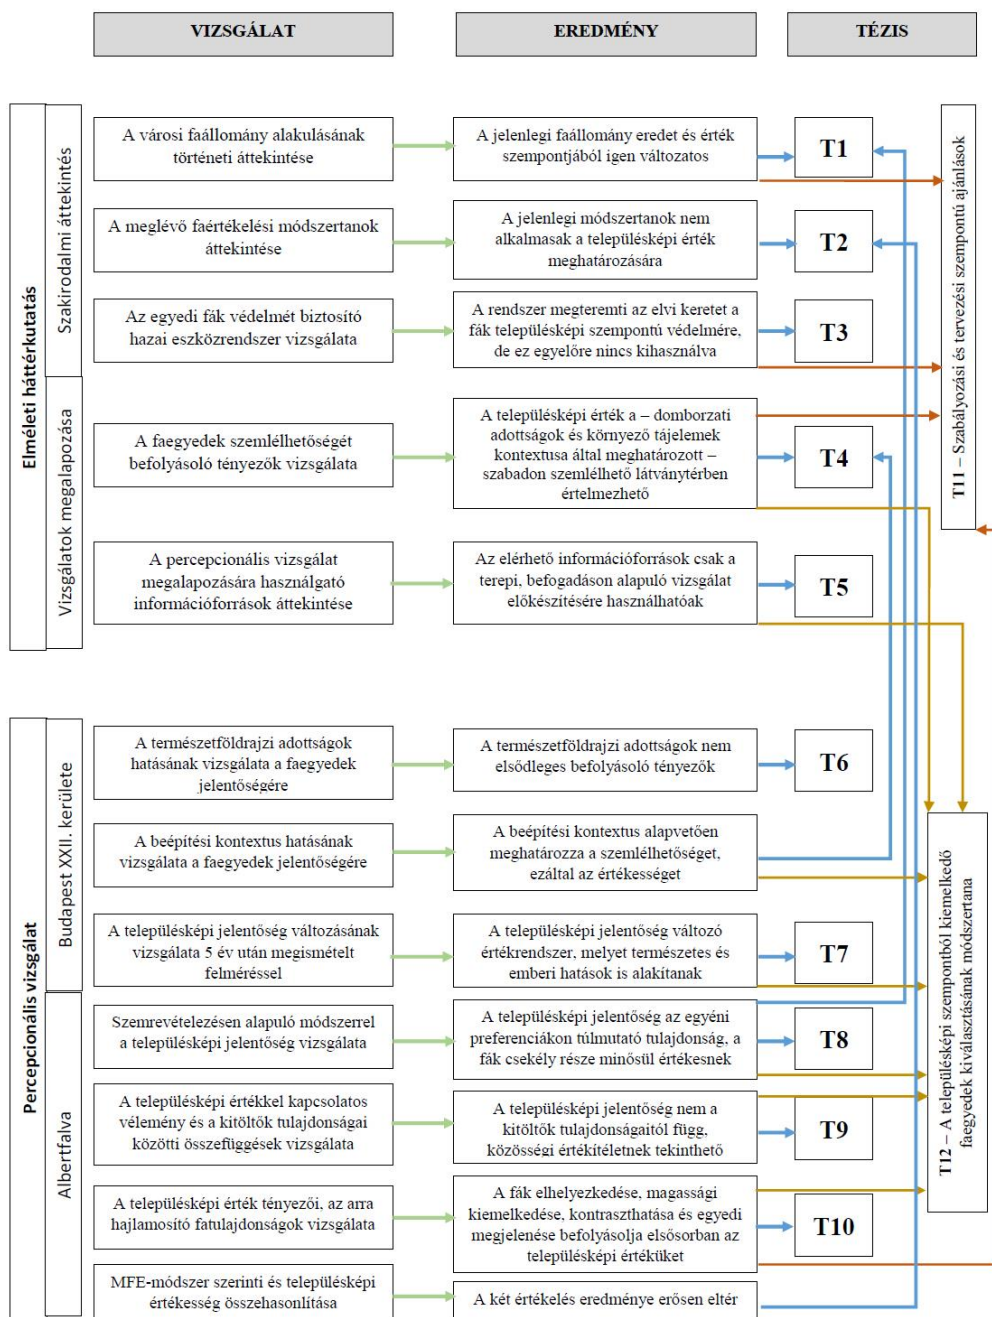 VIZSGÁLAT
EREDMÉNY
TÉZIS
Elméleti háttérkutatás
Szakirodalmi áttekintés
A városi faállomány alakulásának
történeti áttekintése
A jelenlegi faállomány eredet és érték
szempontjából igen változatos
T1
A meglévő faértékelési módszertanok
áttekintése
A jelenlegi módszertanok nem
alkalmasak a településképi érték
meghatározására
T2
Az egyedi fák védelmét biztosító
hazai eszközrendszer vizsgálata
A rendszer megteremti az elvi keretet a
fák településképi szempontú védelmére,
de ez egyelőre nincs kihasználva
T3
Vizsgálatok megalapozása
A faegyedek szemlélhetőségét
befolyásoló tényezők vizsgálata
A településképi érték a – domborzati
adottságok és környező tájelemek
kontextusa által meghatározott –
szabadon szemlélhető látványtérben
értelmezhető
T4
A percepcionális vizsgálat
megalapozására használgató
információforrások áttekintése
Az elérhető információforrások csak a
terepi, befogadáson alapuló vizsgálat
előkészítésére használhatóak
T5
T11 – Szabályozási és tervezési szempontú ajánlások
Percepcionális vizsgálat
Budapest XXII. kerülete
A természetföldrajzi adottságok
hatásának vizsgálata a faegyedek
jelentőségére
A természetföldrajzi adottságok nem
elsődleges befolyásoló tényezők
T6
A beépítési kontextus hatásának
vizsgálata a faegyedek jelentőségére
A beépítési kontextus alapvetően
meghatározza a szemlélhetőséget,
ezáltal az értékességet
A településképi jelentőség változásának
vizsgálata 5 év után megismételt
felméréssel
A településképi jelentőség változó
értékrendszer, melyet természetes és
emberi hatások is alakítanak
T7
Albertfalva
Szemrevételezésen alapuló módszerrel
a településképi jelentőség vizsgálata
A településképi jelentőség az egyéni
preferenciákon túlmutató tulajdonság, a
fák csekély része minősül értékesnek
T8
A településképi értékkel kapcsolatos
vélemény és a kitöltők tulajdonságai
közötti összefüggések vizsgálata
A településképi jelentőség nem a
kitöltők tulajdonságaitól függ,
közösségi értékítéletnek tekinthető
T9
A településképi érték tényezői, az arra
hajlamosító fatulajdonságok vizsgálata
A fák elhelyezkedése, magassági
kiemelkedése, kontraszthatása és egyedi
megjelenése befolyásolja elsősorban az
településképi értéküket
T10
MFE-módszer szerinti és településképi
értékesség összehasonlítása
A két értékelés eredménye erősen eltér
T12 – A településképi szempontból kiemelkedő
faegyedek kiválasztásának módszertana